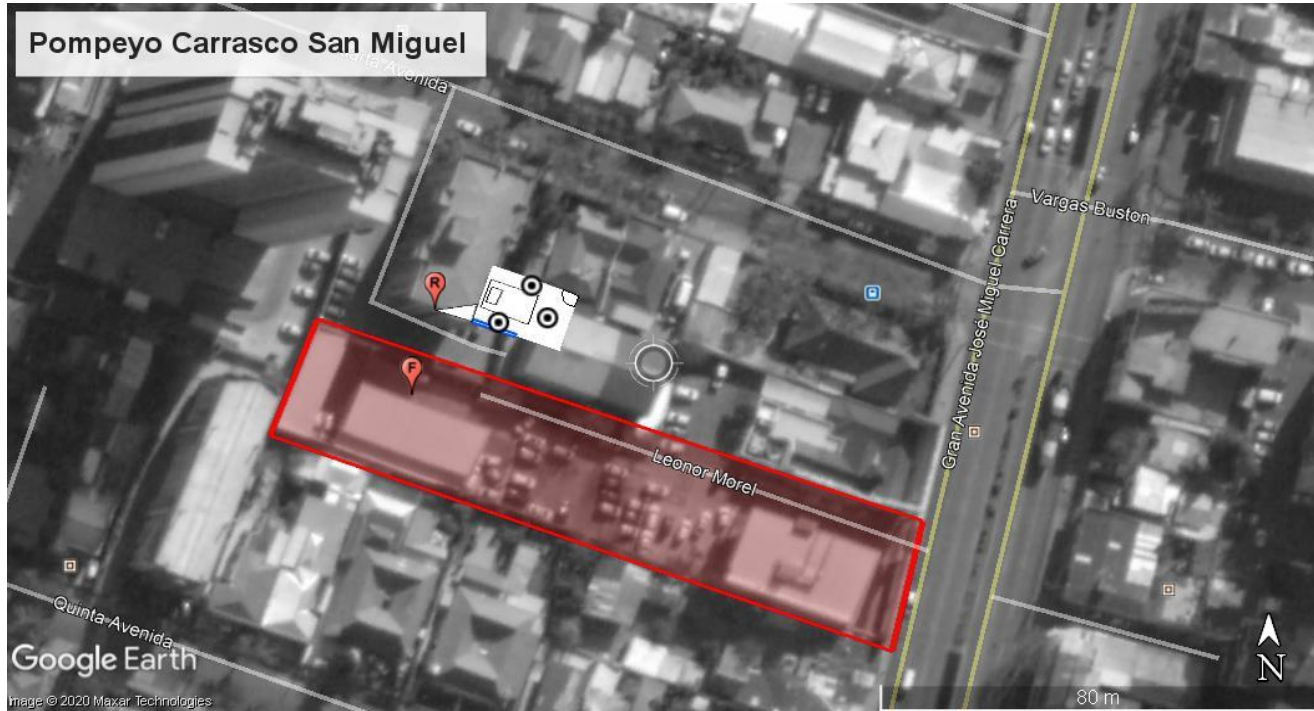 Pompeyo Carrasco San Miguel
Avenida
Vargas Buston
Gran Avenida José Miguel Carrera
R
F
Leonor Morel
Quinta Avenida
Google Earth
Image © 2020 Maxar Technologies
80 m
N